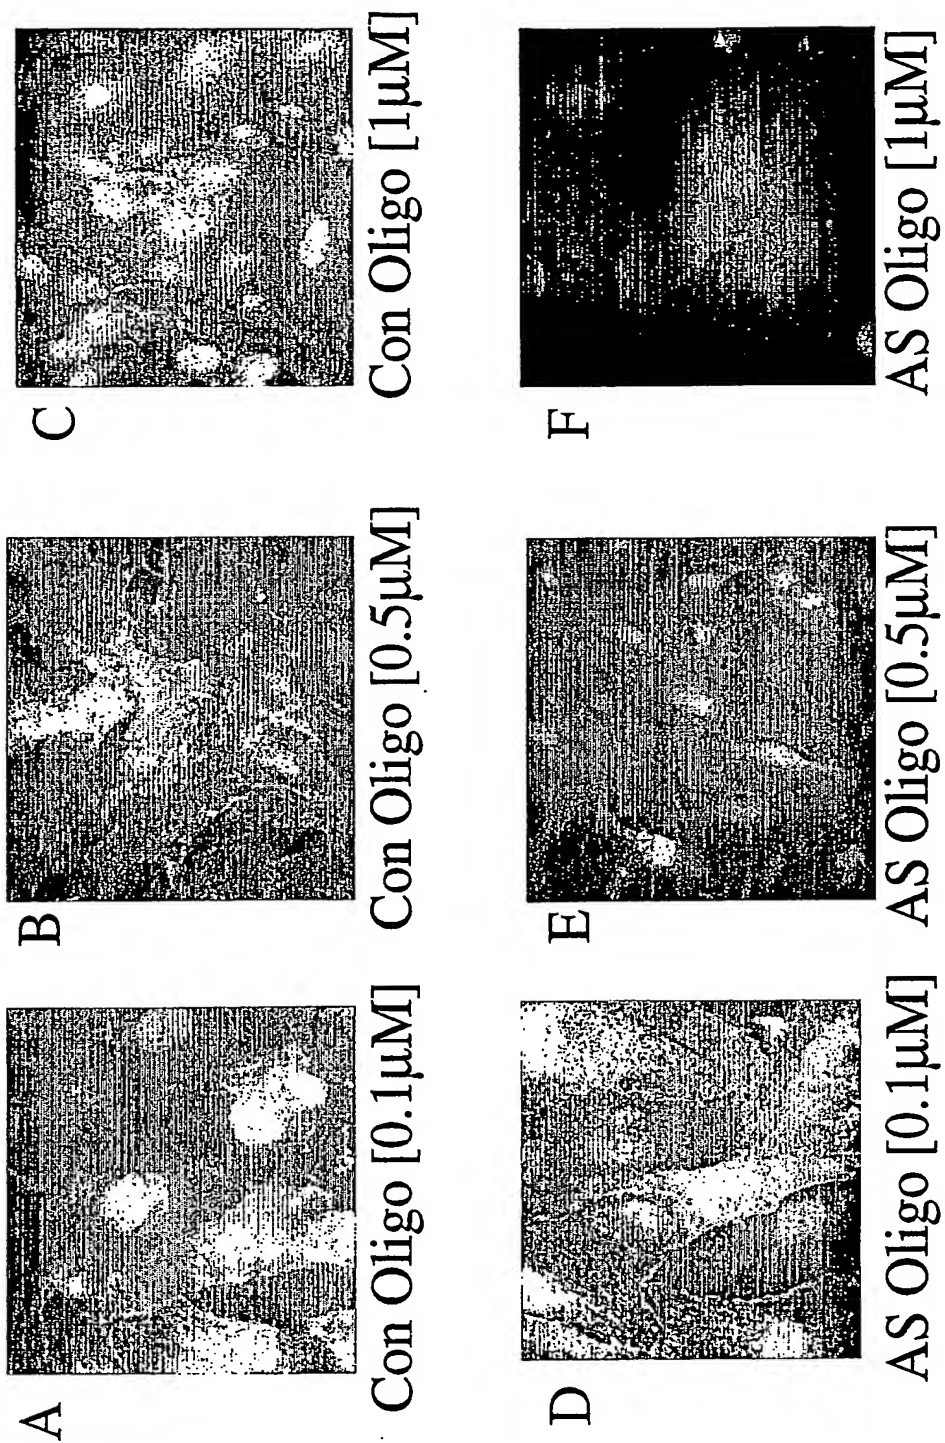 A
B
C
Con Oligo [0.1µM]
Con Oligo [0.5µM]
Con Oligo [1µM]
D
E
F
AS Oligo [0.1µM]
AS Oligo [0.5µM]
AS Oligo [1µM]